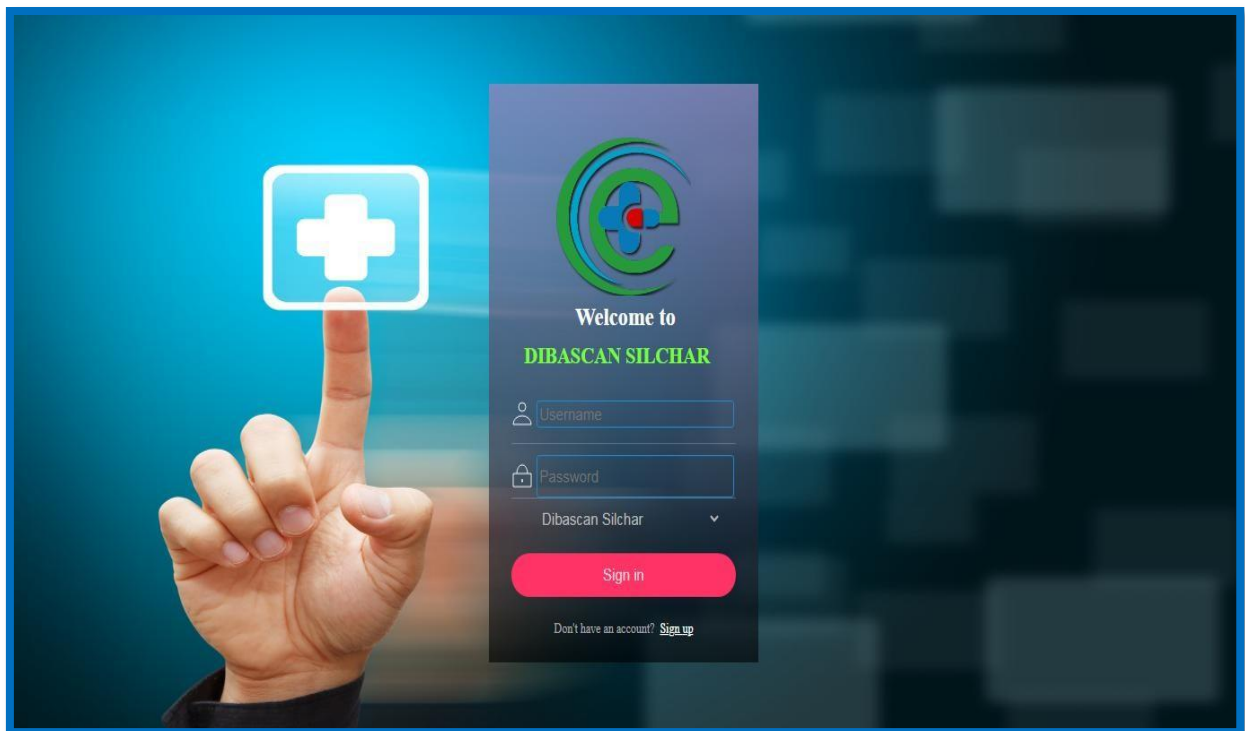 Welcome to
DIBASCAN SILCHAR
Username
Password
Dibascan Silchar
Sign in
Don't have an account? Sign up